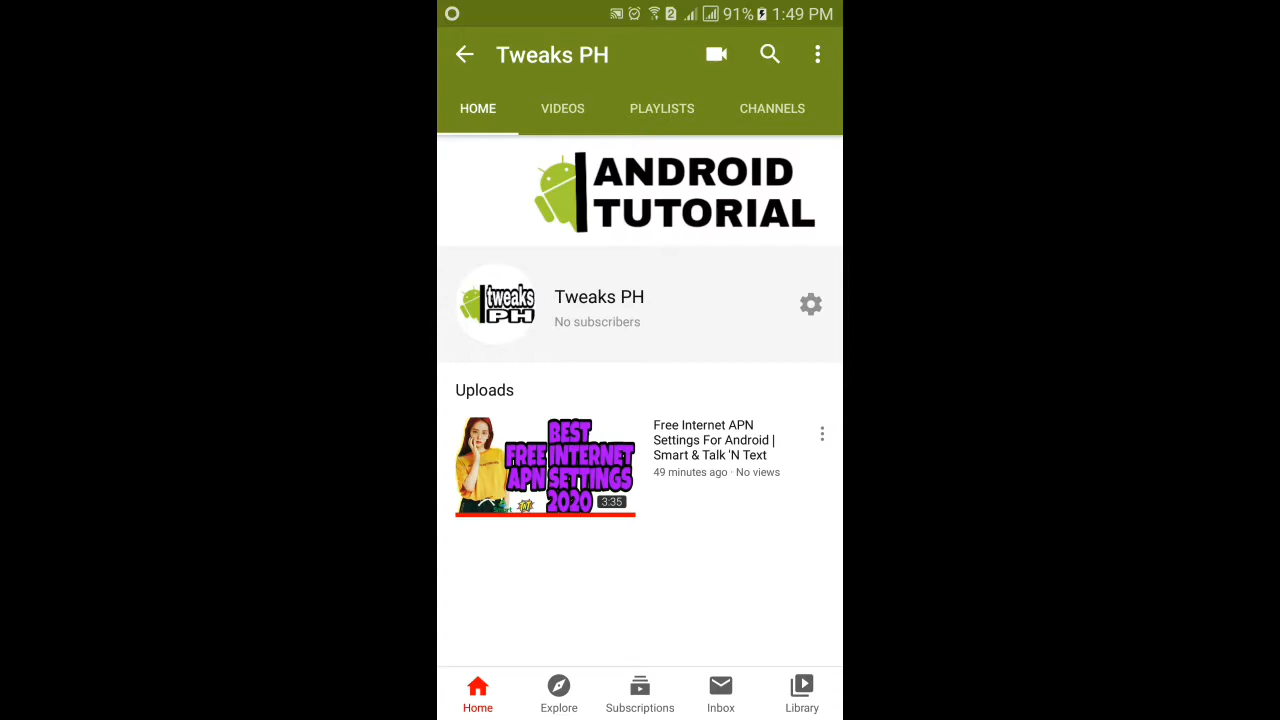 2 91% 1:49 PM
Tweaks PH
HOME VIDEOS PLAYLISTS CHANNELS
ANDROID
TUTORIAL
tweaks
PH
Tweaks PH
No subscribers
Uploads
BEST
FREE INTERNET
APN SETTINGS
2020
3:35
Free Internet APN
Settings For Android |
Smart & Talk 'N Text
49 minutes ago · No views
Home Explore Subscriptions Inbox Library